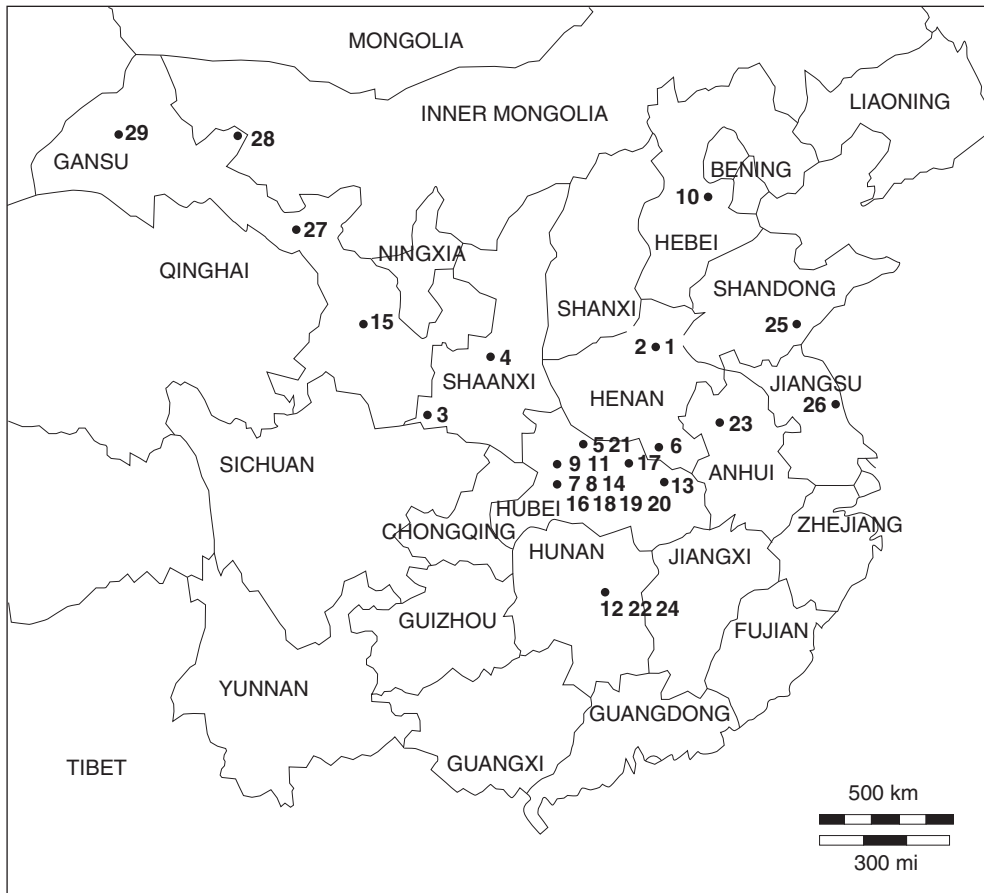 MONGOLIA
INNER MONGOLIA
LIAONING
29
28
GANSU
BENING
10
27
NINGXIA
HEBEI
QINGHAI
SHANDONG
SHANXI
15
25
2 1
4
SHAANXI
JIANGSU
HENAN
26
3
23
5 21
6
SICHUAN
9 11
17
ANHUI
7 8 14
13
HUBEI
16 18 19 20
CHONGQING
ZHEJIANG
HUNAN
JIANGXI
12 22 24
GUIZHOU
FUJIAN
YUNNAN
GUANGDONG
TIBET
GUANGXI
500 km
300 mi